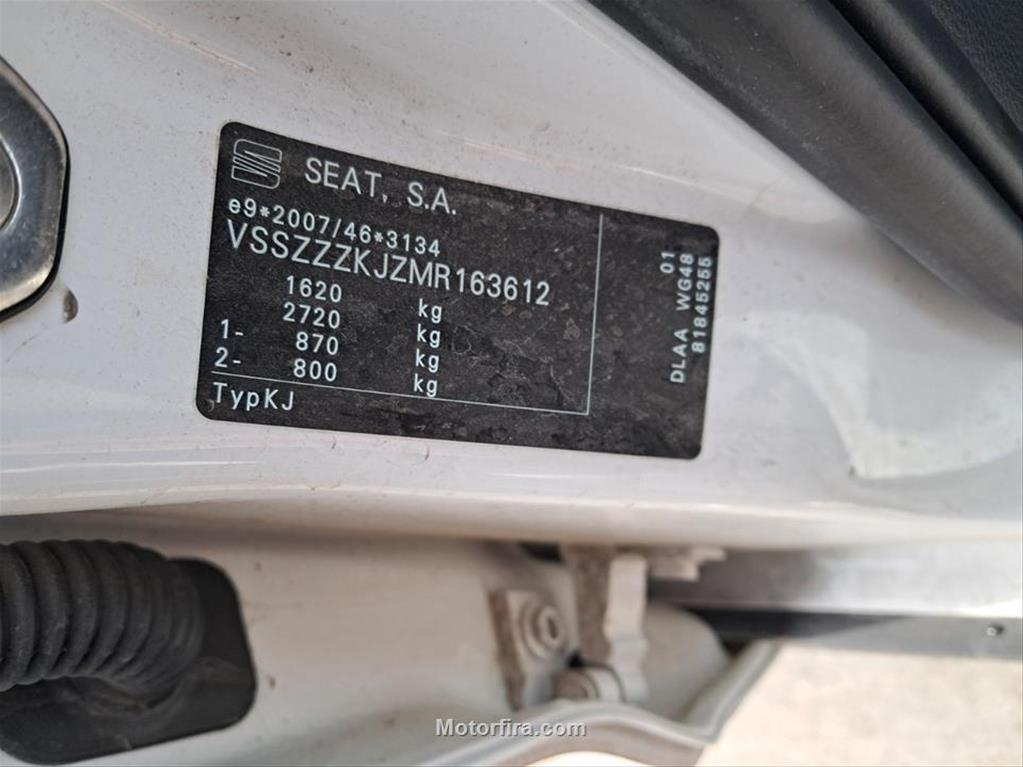 SEAT, S.A.
e9*2007/46*3134
VSSZZZKJZMR163612
1620 kg
2720 kg
1- 870 kg
2- 800 kg
TypKJ
01
DLAA WG48
81845255
Motorfira.com